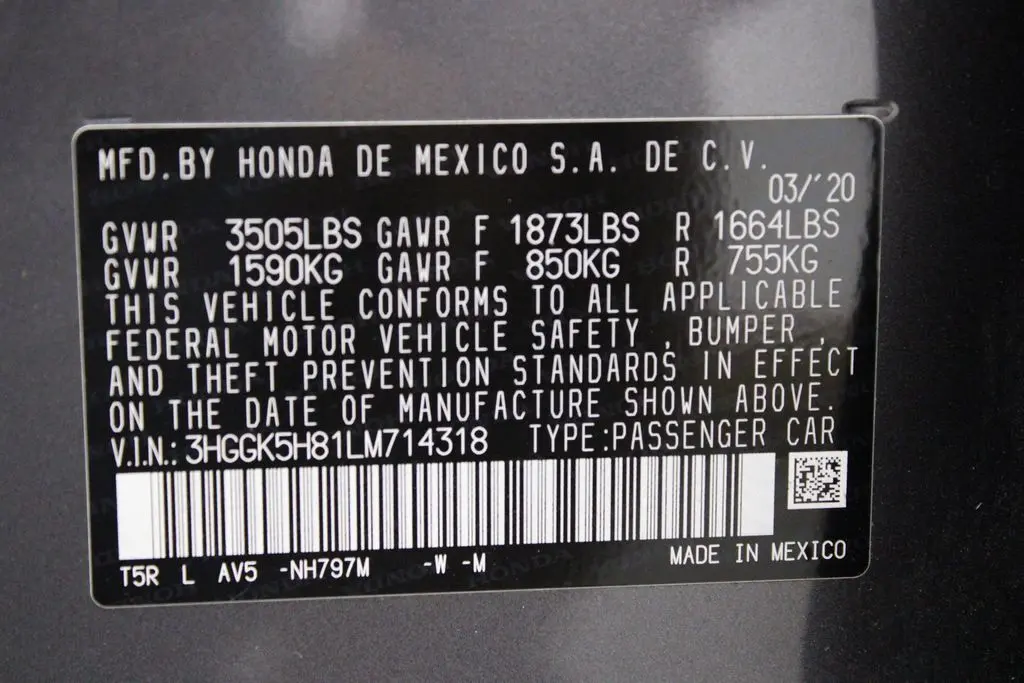 MFD.BY HONDA DE MEXICO S.A. DE C.V.
03/'20
GVWR 3505LBS GAWR F 1873LBS R 1664LBS
GVWR 1590KG GAWR F 850KG R 755KG
THIS VEHICLE CONFORMS TO ALL APPLICABLE
FEDERAL MOTOR VEHICLE SAFETY , BUMPER ,
AND THEFT PREVENTION STANDARDS IN EFFECT
ON THE DATE OF MANUFACTURE SHOWN ABOVE.
V.I.N.: 3HGGK5H81LM714318 TYPE:PASSENGER CAR
T5R L AV5 -NH797M -W -M MADE IN MEXICO